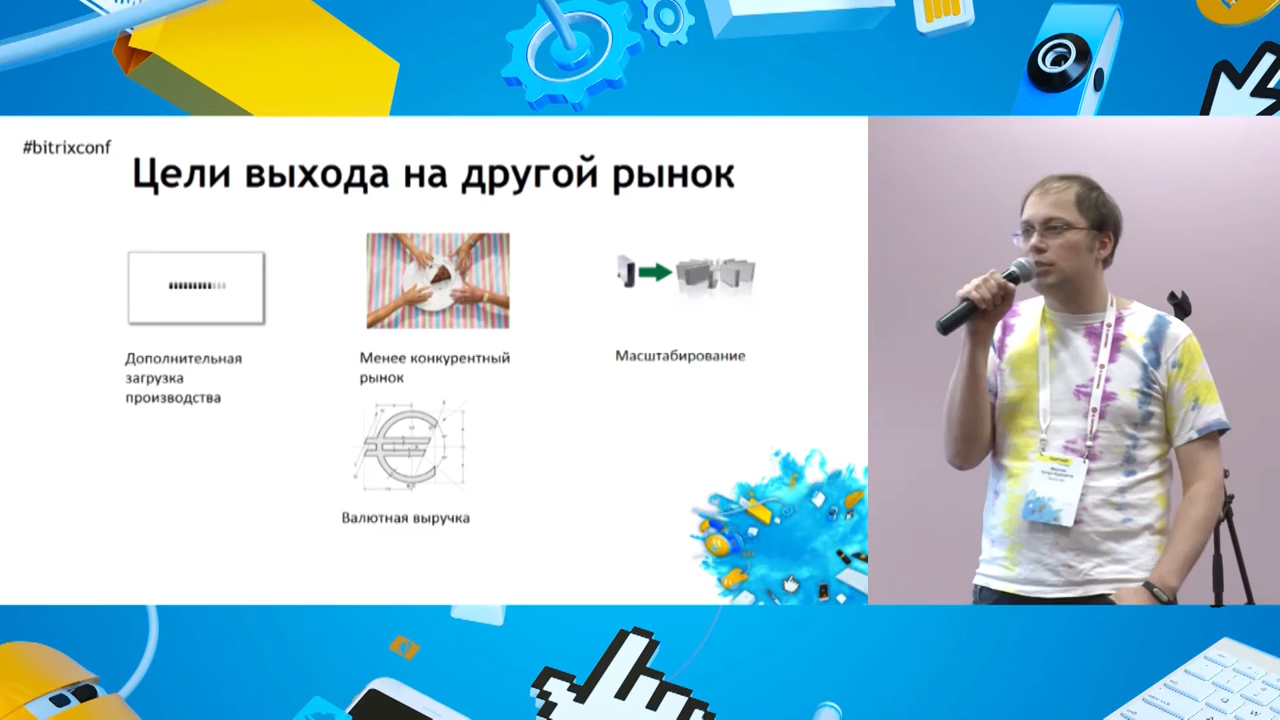 #bitrixconf
Цели выхода на другой рынок
Дополнительная
загрузка
производства
Менее конкурентный
рынок
Масштабирование
Валютная выручка